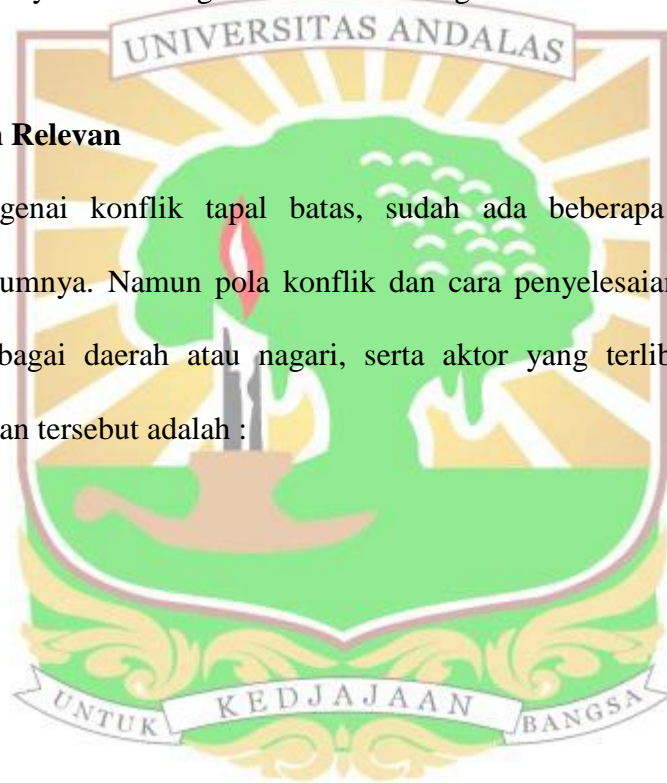 UNIVERSITAS ANDALAS
Relevan
genai konflik tapal batas, sudah ada beberapa
umnya. Namun pola konflik dan cara penyelesaian
bagai daerah atau nagari, serta aktor yang terlib
an tersebut adalah :
UNTUK KEDJAJAAN BANGSA